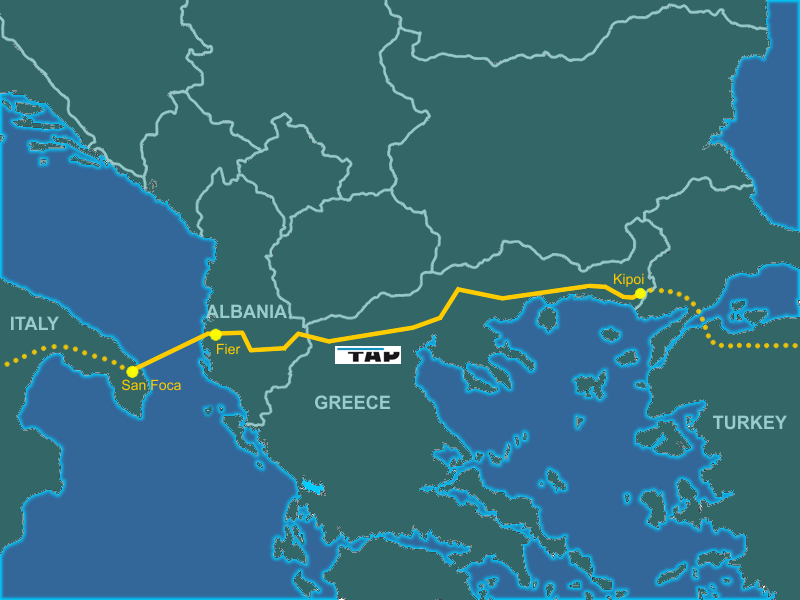 Kipoi
ALBANIA
ITALY
Fier
TAP
San Foca
GREECE
TURKEY